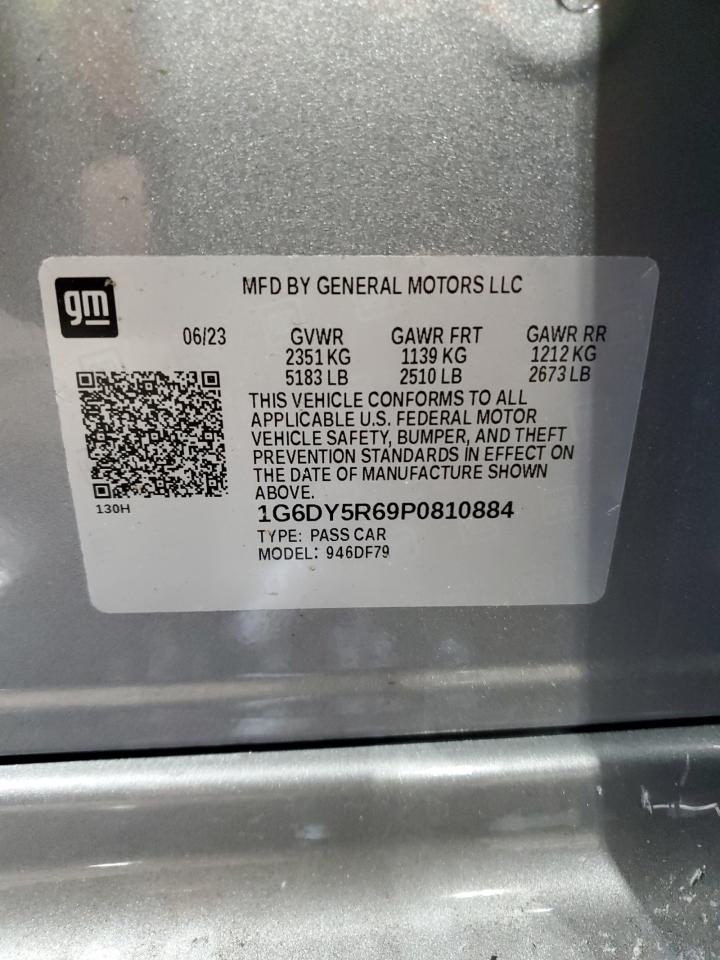 gm
MFD BY GENERAL MOTORS LLC
06/23 GVWR GAWR FRT GAWR RR
2351 KG 1139 KG 1212 KG
5183 LB 2510 LB 2673 LB
THIS VEHICLE CONFORMS TO ALL
APPLICABLE U.S. FEDERAL MOTOR
VEHICLE SAFETY, BUMPER, AND THEFT
PREVENTION STANDARDS IN EFFECT ON
THE DATE OF MANUFACTURE SHOWN
ABOVE.
130H
1G6DY5R69P0810884
TYPE: PASS CAR
MODEL: 946DF79